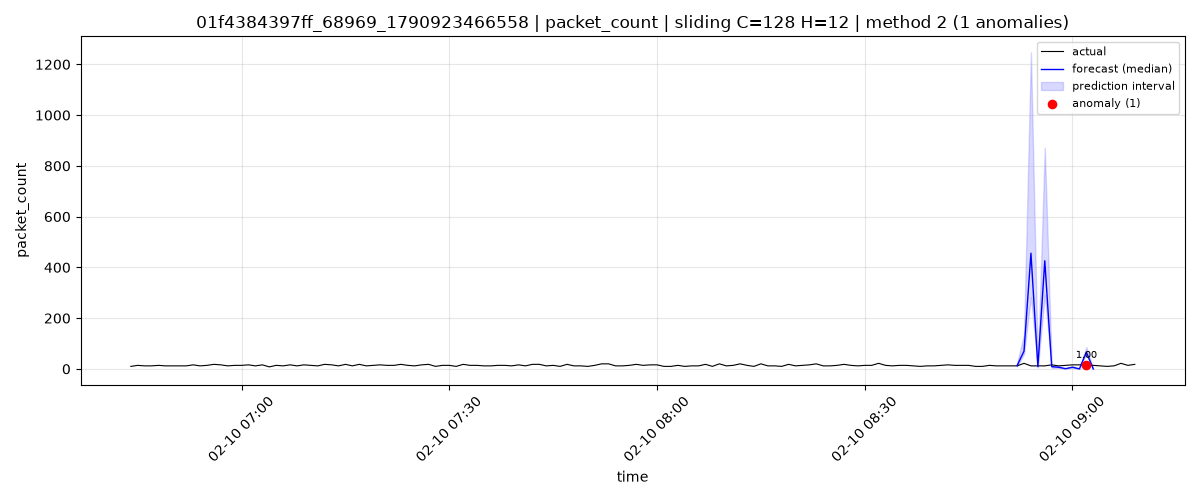 01f4384397ff_68969_1790923466558 | packet_count | sliding C=128 H=12 | method 2 (1 anomalies)
actual
forecast (median)
prediction interval
anomaly (1)
1200
1000
800
600
400
200
0
packet_count
1.00
02-10 07:00
02-10 07:30
02-10 08:00
02-10 08:30
02-10 09:00
time